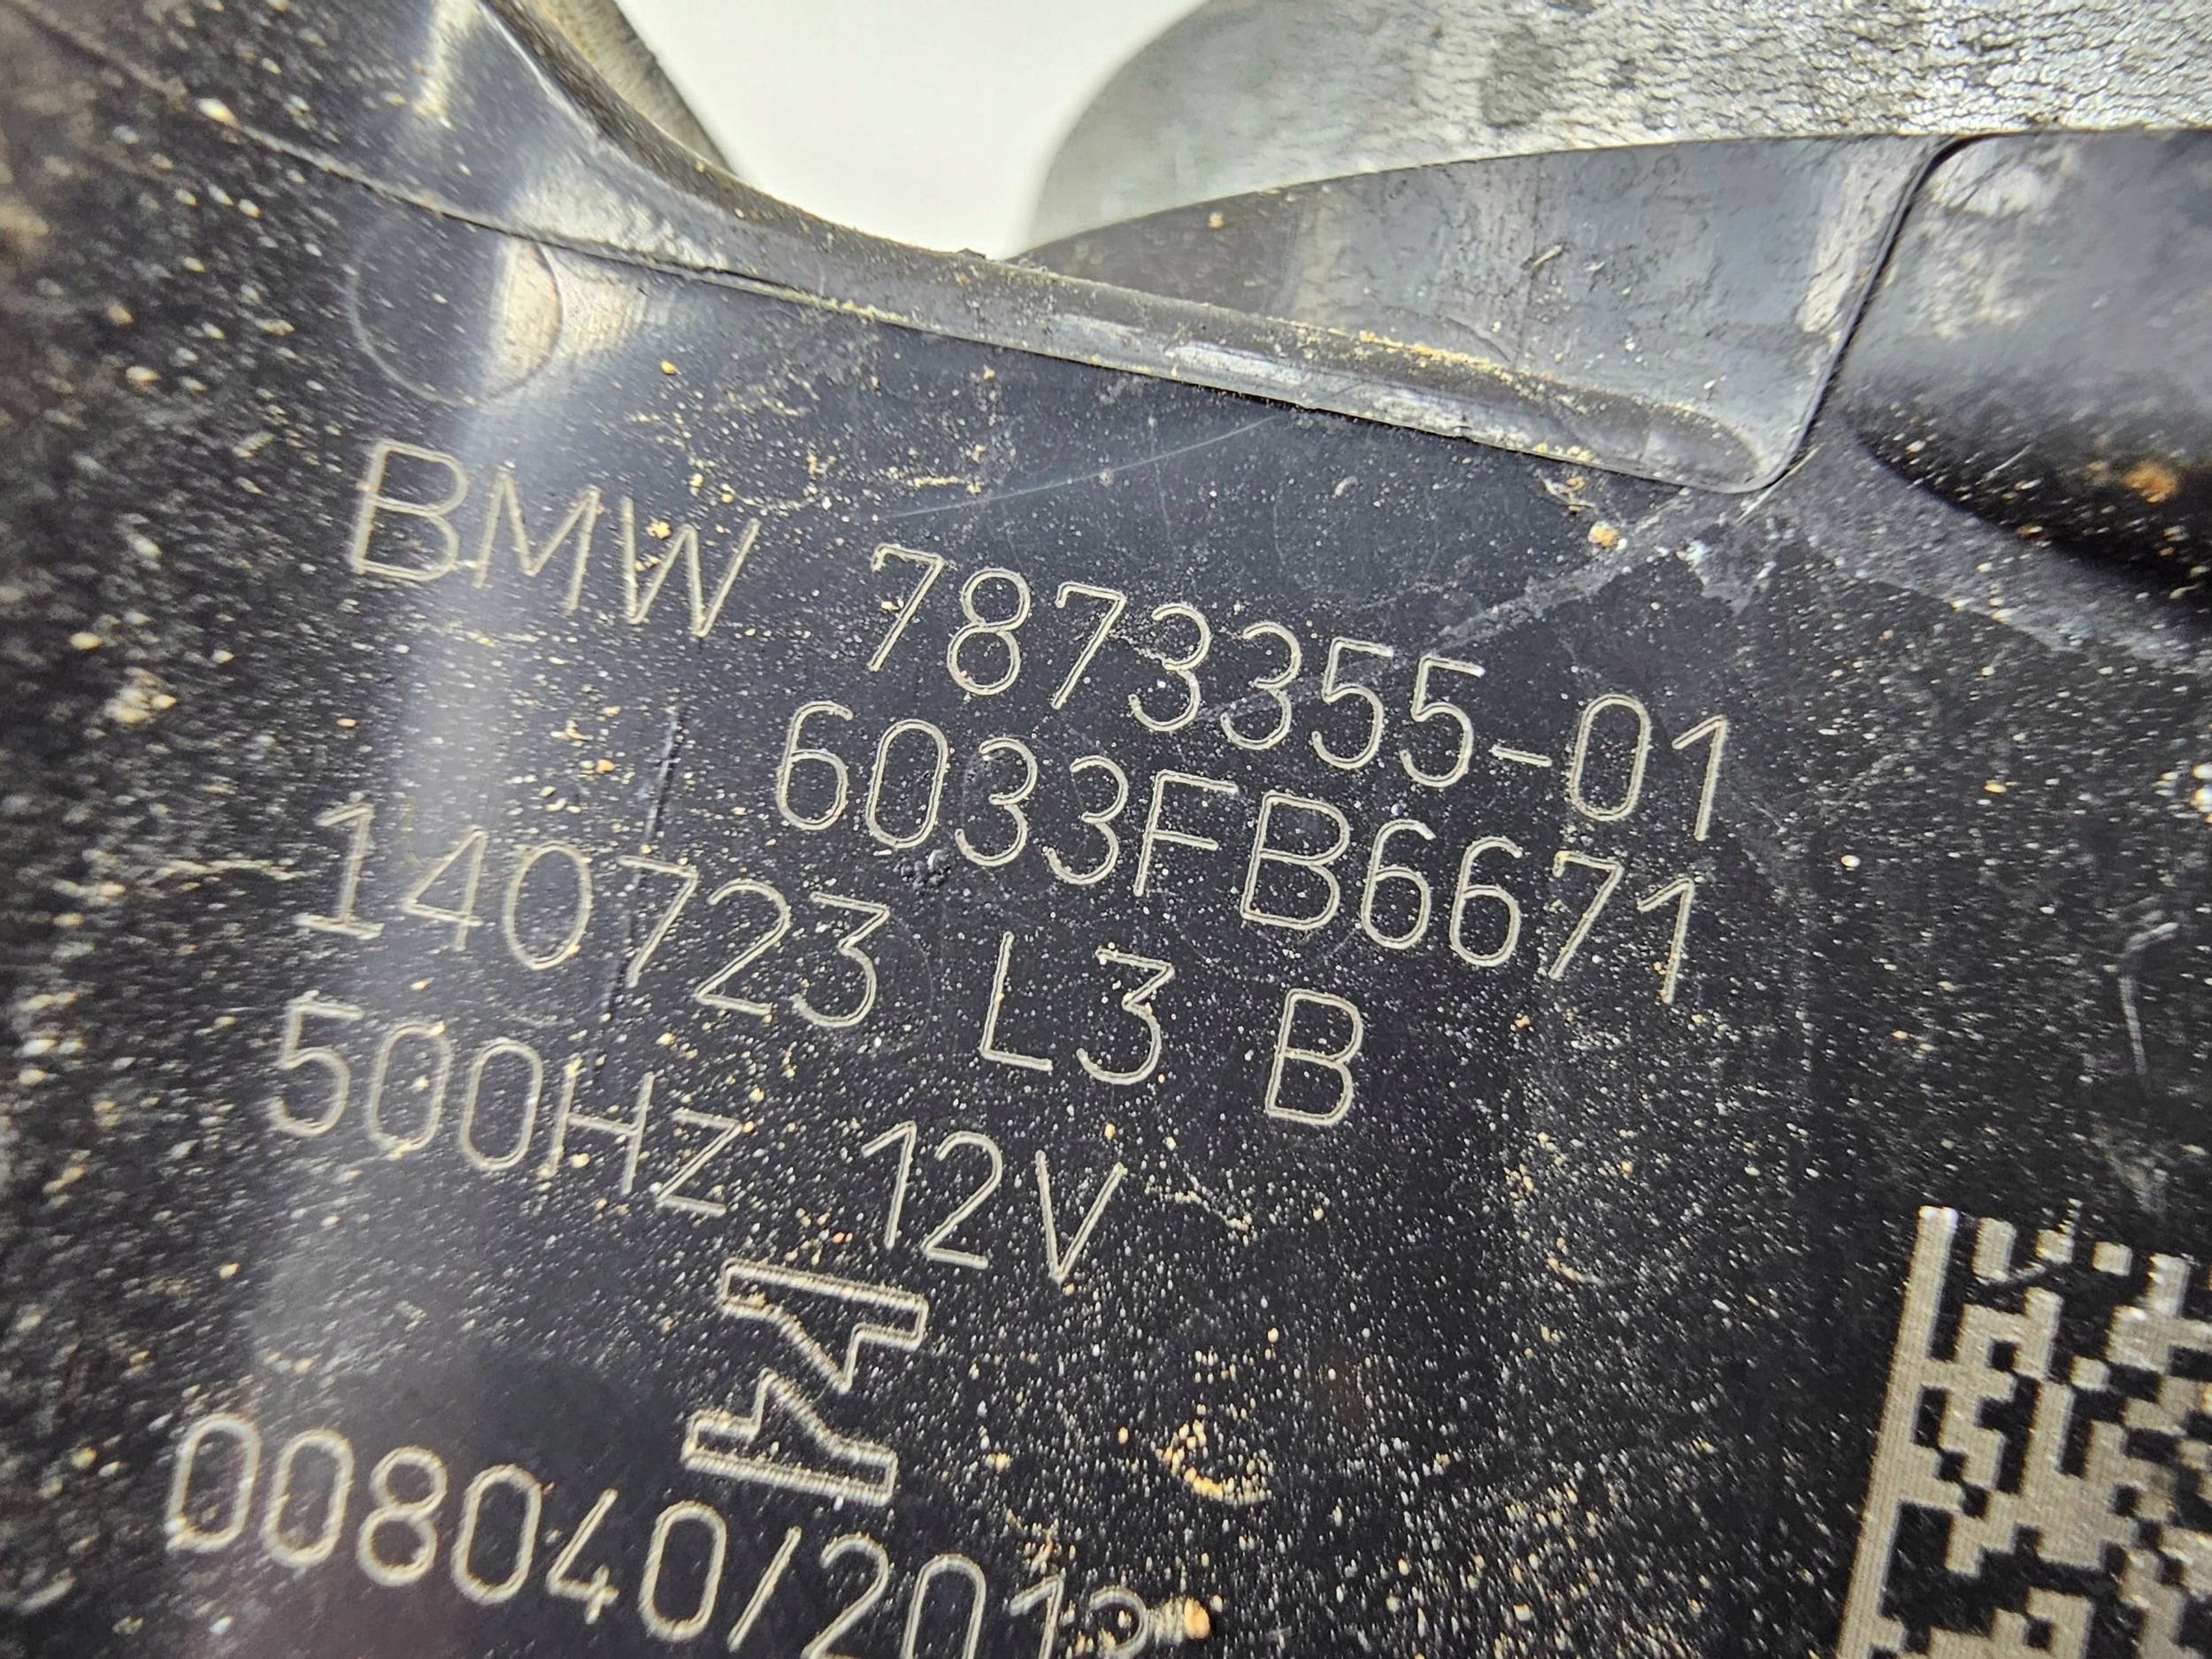 BMW 7873355-01
6033FB6671
140723 L3 B
500Hz 12V
008040/2013